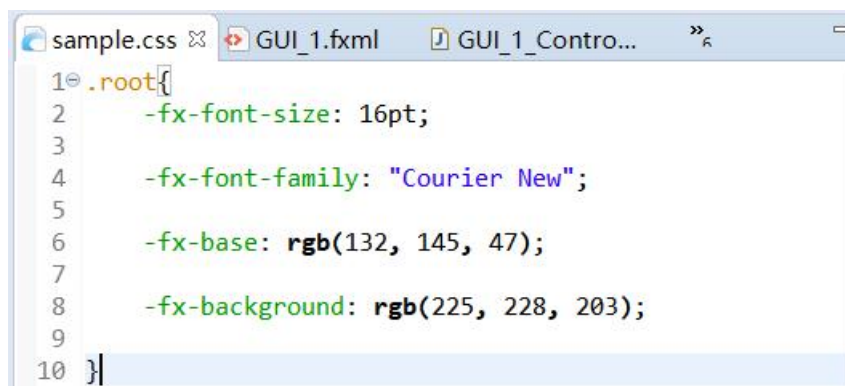 sample.css GUI_1.fxml GUI_1_Contro... »6
1 .root{
2 -fx-font-size: 16pt;
3
4 -fx-font-family: "Courier New";
5
6 -fx-base: rgb(132, 145, 47);
7
8 -fx-background: rgb(225, 228, 203);
9
10 }